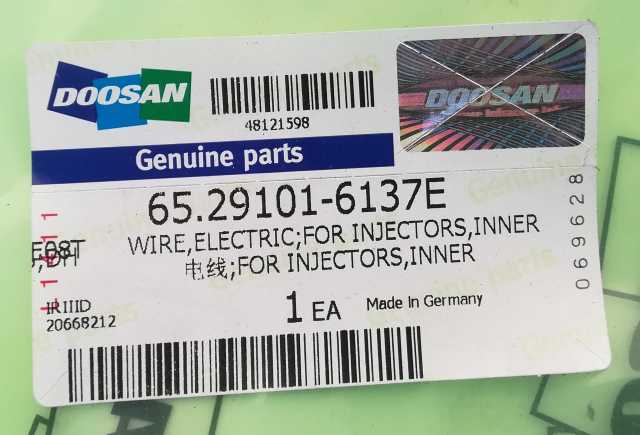 DOOSAN
48121598
DOOSAN
Genuine parts
65.29101-6137E
WIRE,ELECTRIC;FOR INJECTORS,INNER
电线;FOR INJECTORS,INNER
069628
IRIIID
20668212
1 EA
Made in Germany